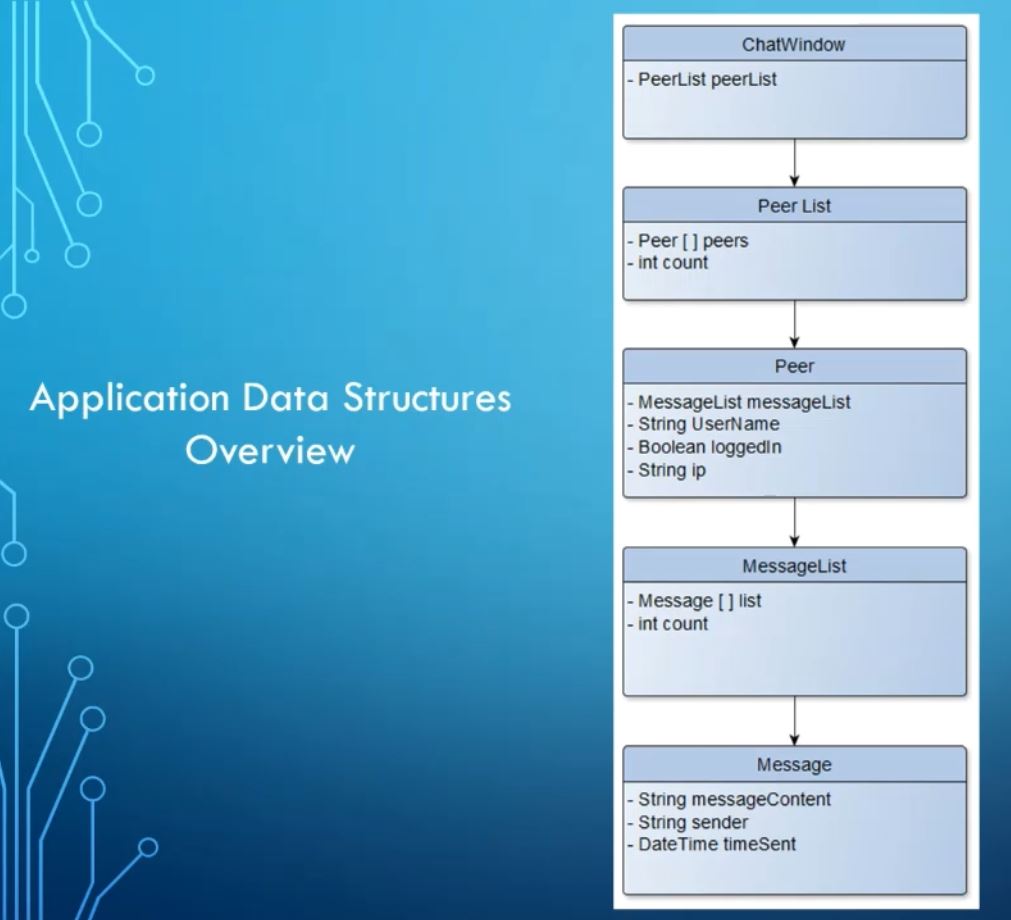 Application Data Structures
Overview
ChatWindow
- PeerList peerList
Peer List
- Peer [ ] peers
- int count
Peer
- MessageList messageList
- String UserName
- Boolean loggedIn
- String ip
MessageList
- Message [ ] list
- int count
Message
- String messageContent
- String sender
- DateTime timeSent